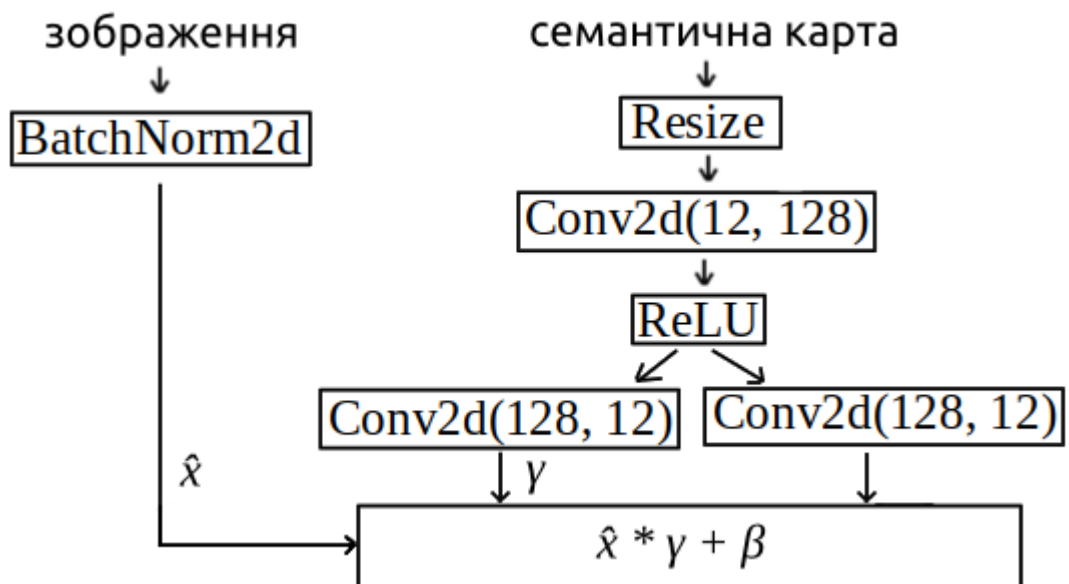 зображення
семантична карта
BatchNorm2d
Resize
Conv2d(12, 128)
ReLU
Conv2d(128, 12)
Conv2d(128, 12)
x̂
γ
x̂ * γ + β